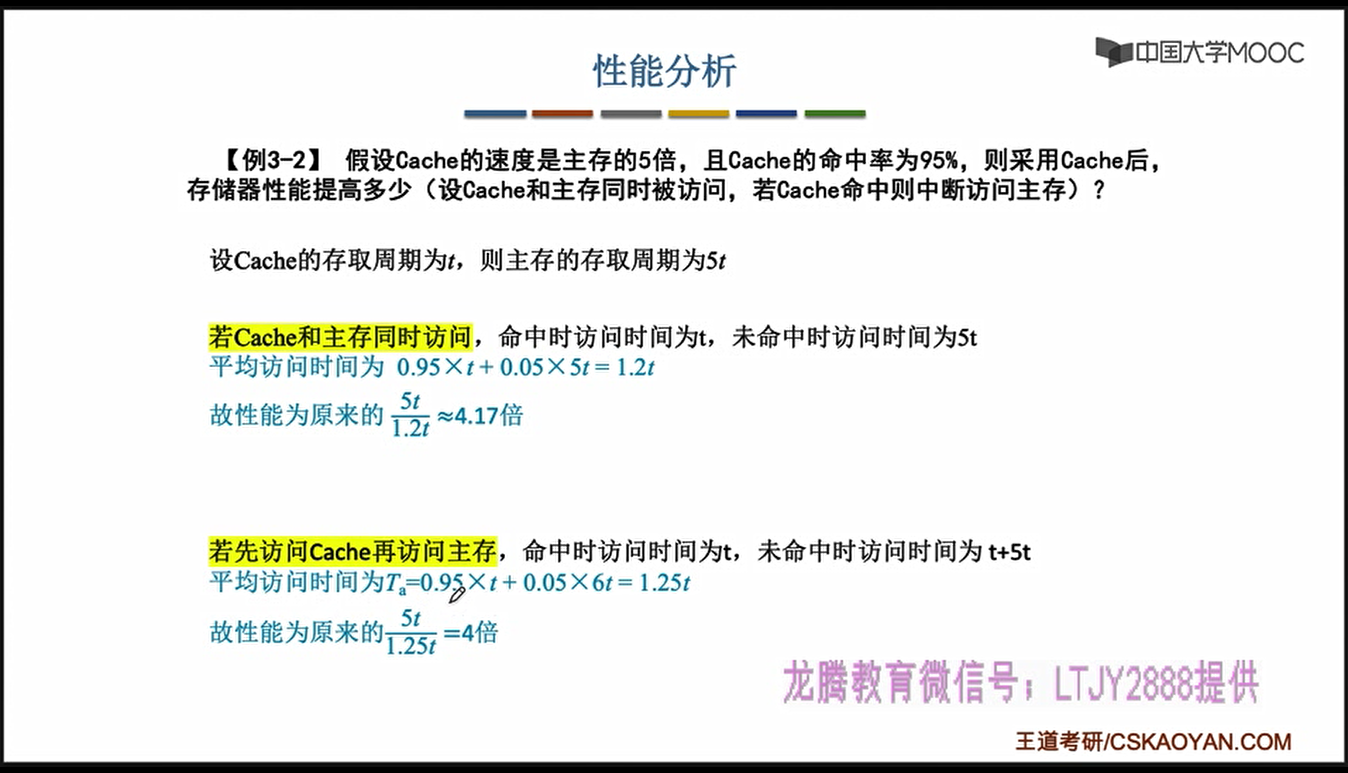 中国大学MOOC
性能分析
【例3-2】 假设Cache的速度是主存的5倍，且Cache的命中率为95%，则采用Cache后，
存储器性能提高多少（设Cache和主存同时被访问，若Cache命中则中断访问主存）？
设Cache的存取周期为t，则主存的存取周期为5t
若Cache和主存同时访问，命中时访问时间为t，未命中时访问时间为5t
平均访问时间为 0.95×t + 0.05×5t = 1.2t
故性能为原来的 5t/1.2t ≈4.17倍
若先访问Cache再访问主存，命中时访问时间为t，未命中时访问时间为 t+5t
平均访问时间为Ta=0.95×t + 0.05×6t = 1.25t
故性能为原来的 5t/1.25t =4倍
龙腾教育微信号：LTJY2888提供
王道考研/CSKAOYAN.COM